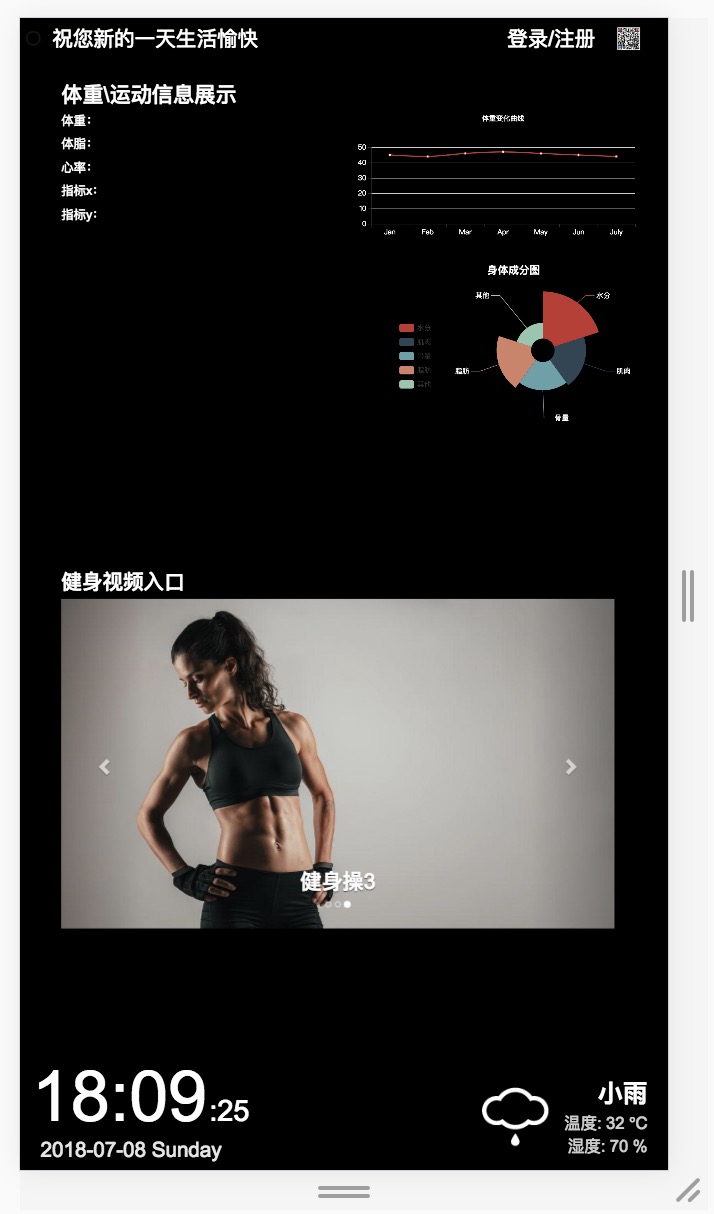 祝您新的一天生活愉快
登录/注册
体重\运动信息展示
体重:
体脂:
心率:
指标x:
指标y:
体重变化曲线
50
40
30
20
10
0
Jan Feb Mar Apr May Jun July
身体成分图
水分
肌肉
骨量
脂肪
其他
其他
水分
脂肪
肌肉
骨量
健身视频入口
健身操3
18:09:25
2018-07-08 Sunday
小雨
温度: 32 °C
湿度: 70 %